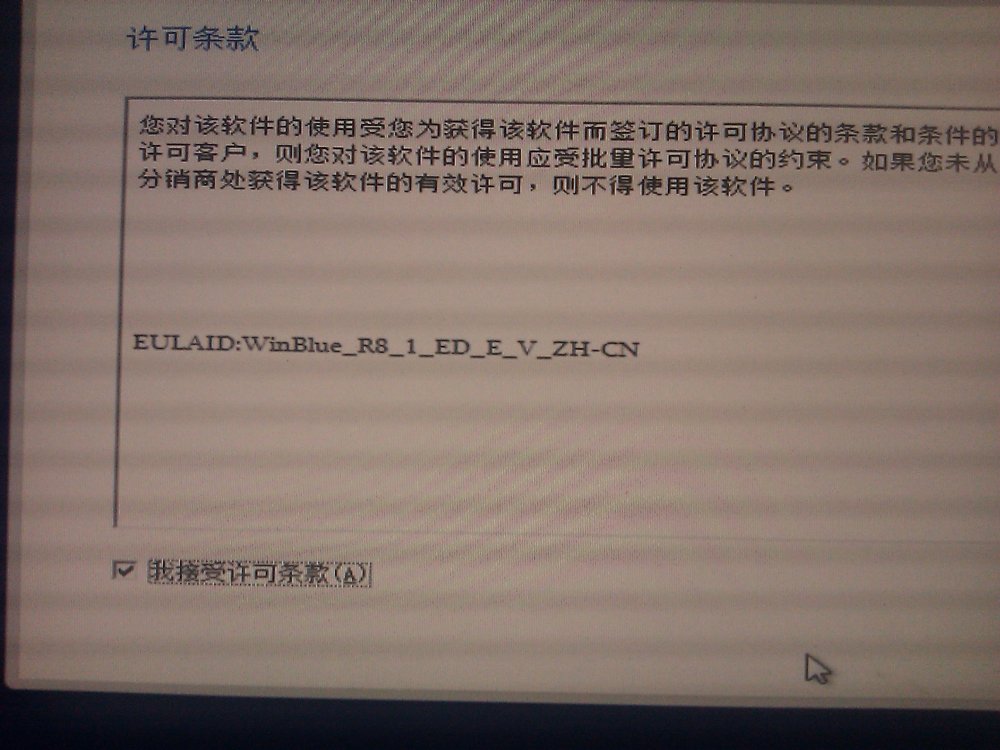 许可条款
您对该软件的使用受您为获得该软件而签订的许可协议的条款和条件的
许可客户，则您对该软件的使用应受批量许可协议的约束。如果您未从
分销商处获得该软件的有效许可，则不得使用该软件。
EULAID:WinBlue_R8_1_ED_E_V_ZH-CN
我接受许可条款(A)